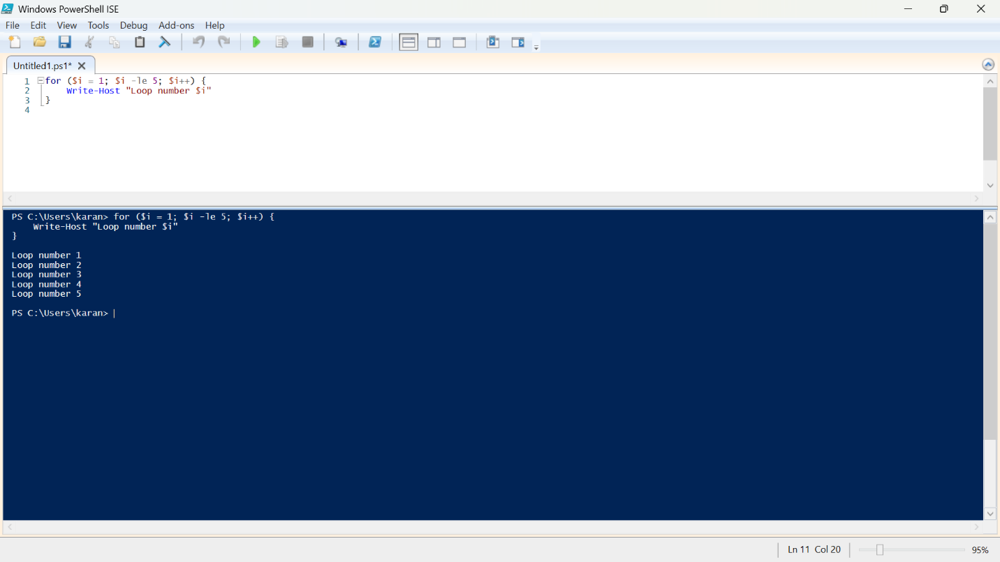 Windows PowerShell ISE
File Edit View Tools Debug Add-ons Help
Untitled1.ps1*
1 for ($i = 1; $i -le 5; $i++) {
2     Write-Host "Loop number $i"
3 }
4
PS C:\Users\karan> for ($i = 1; $i -le 5; $i++) {
    Write-Host "Loop number $i"
}
Loop number 1
Loop number 2
Loop number 3
Loop number 4
Loop number 5
PS C:\Users\karan>
Ln 11 Col 20 95%